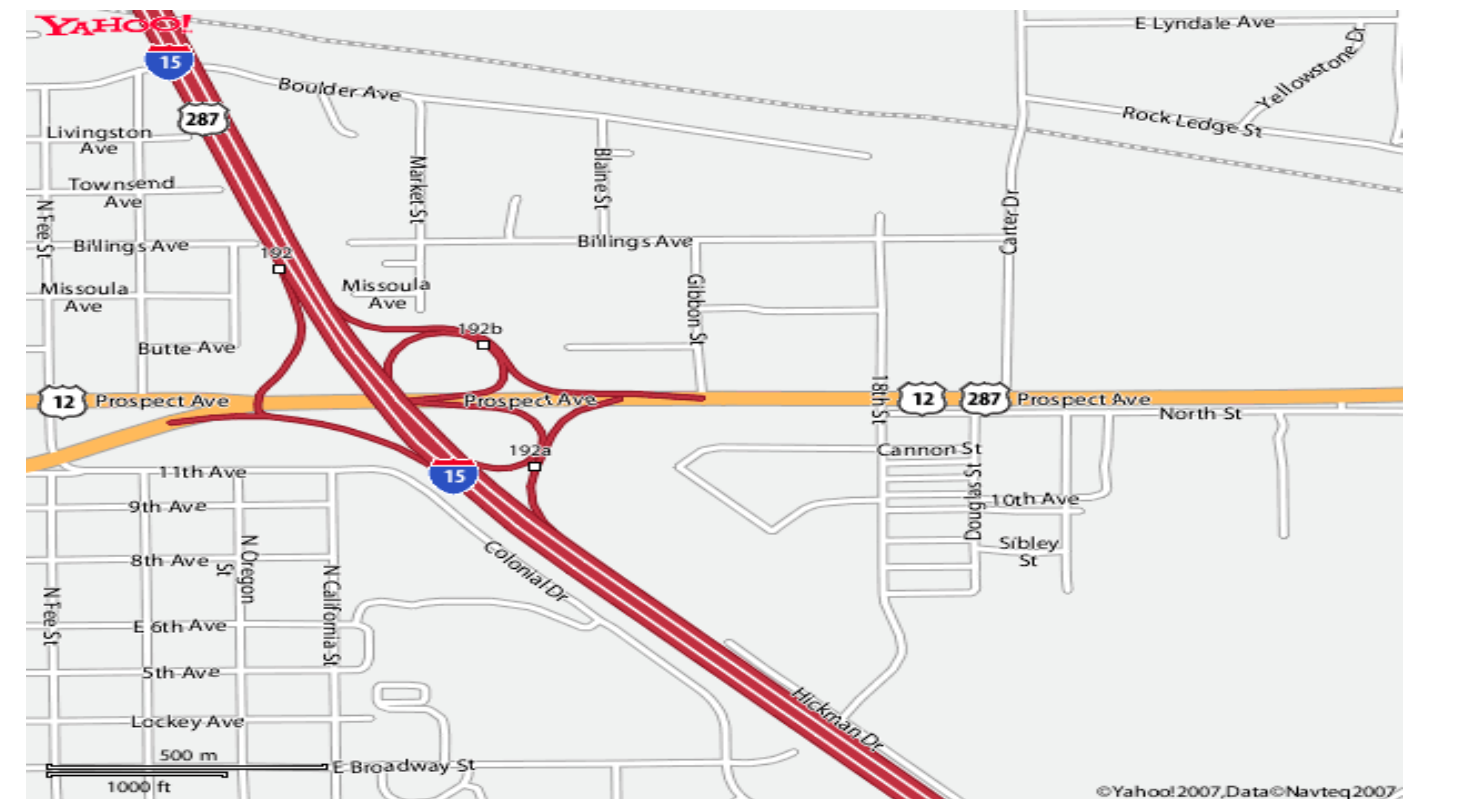 YAHOO!
E Lyndale Ave
Yellowstone Dr
15
Boulder Ave
287
Rock Ledge St
Livingston
Ave
Market St
Blaine St
Townsend
Ave
N Fee St
Carter Dr
Billings Ave
Billings Ave
192
Missoula
Ave
Missoula
Ave
Gibbon St
192b
Butte Ave
12
Prospect Ave
Prospect Ave
18th St
12
287
Prospect Ave
North St
192a
Cannon St
11th Ave
15
Douglas St
10th Ave
9th Ave
Sibley
St
8th Ave
N Oregon
St
Colonial Dr
N California St
N Fee St
E 6th Ave
5th Ave
Hickman Dr
Lockey Ave
500 m
E Broadway St
1000 ft
©Yahoo!2007,Data©Navteq2007